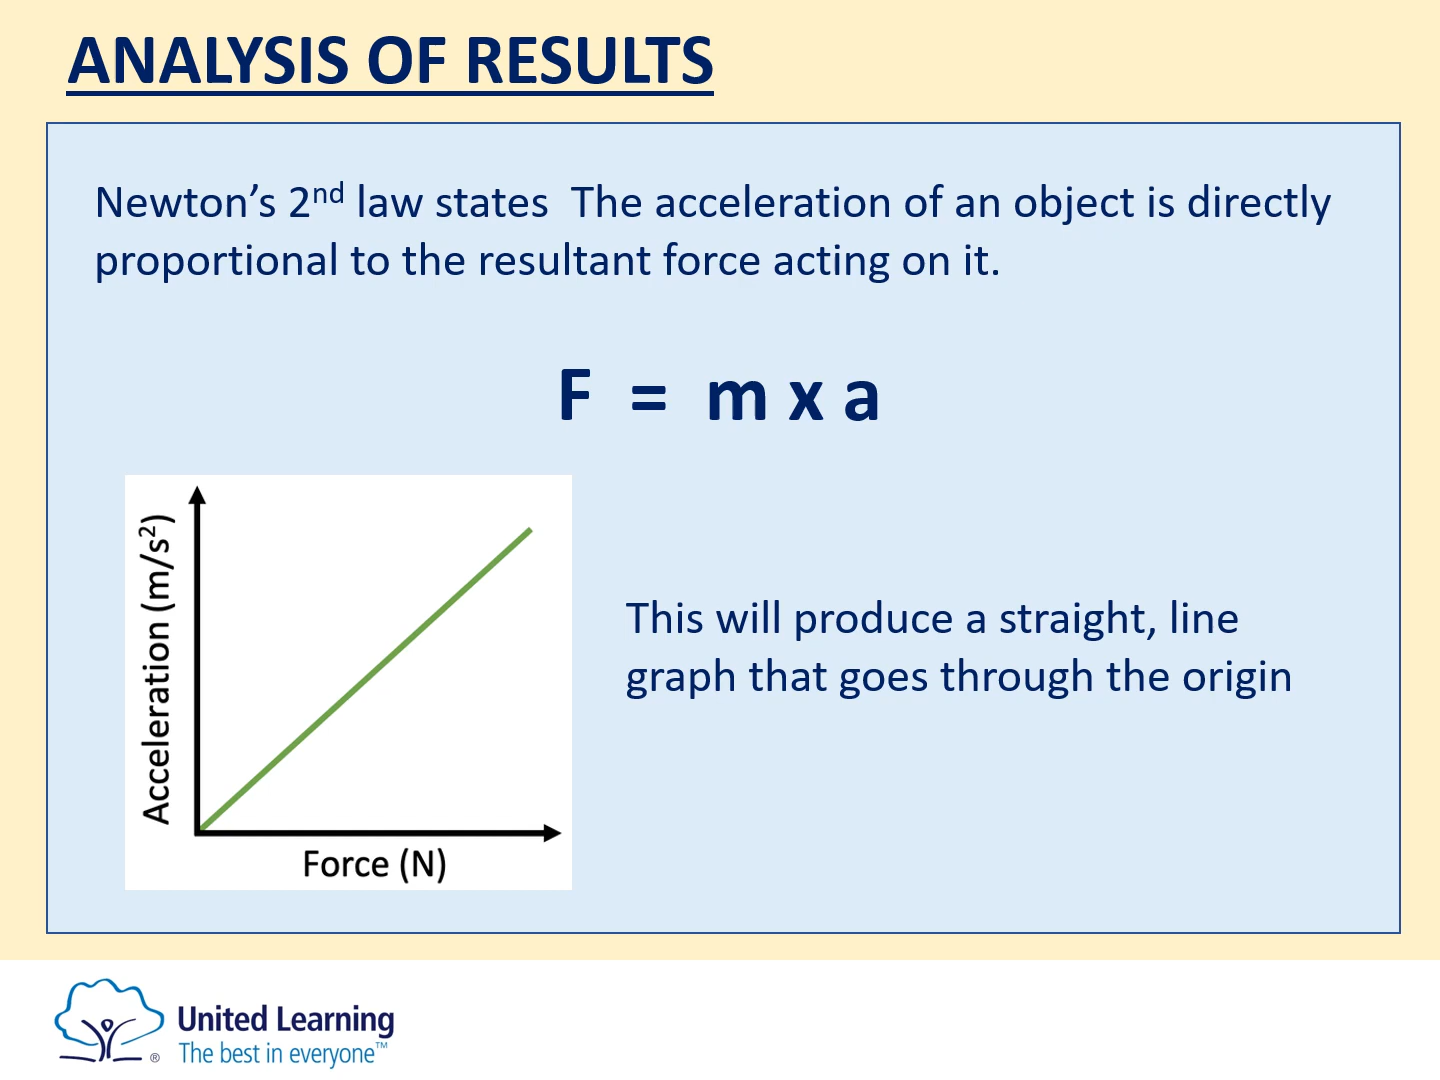 ANALYSIS OF RESULTS
Newton’s 2nd law states  The acceleration of an object is directly
proportional to the resultant force acting on it.
F = m x a
Acceleration (m/s²)
Force (N)
This will produce a straight, line
graph that goes through the origin
United Learning
The best in everyone™
®